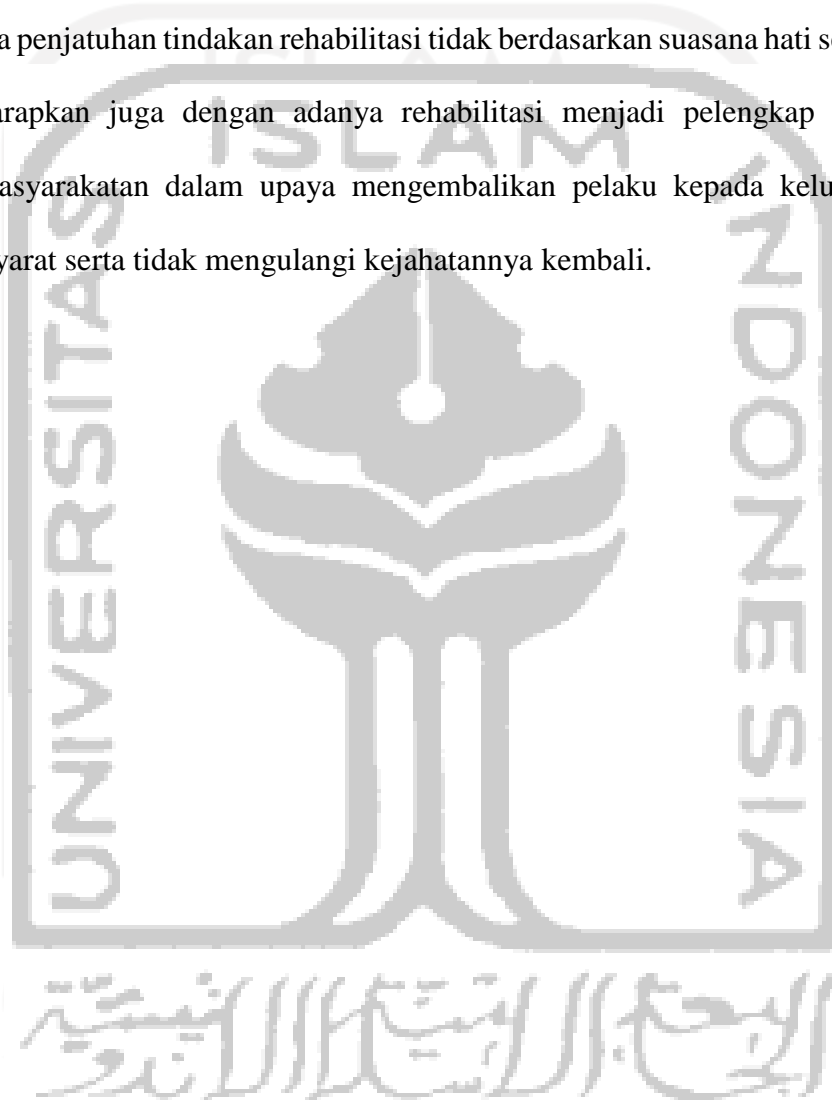 a penjatuhan tindakan rehabilitasi tidak berdasarkan suasana hati se
arapkan juga dengan adanya rehabilitasi menjadi pelengkap
asyarakatan dalam upaya mengembalikan pelaku kepada kelu
yarat serta tidak mengulangi kejahatannya kembali.
ISLAM
UNIVERSITAS
INDONESIA